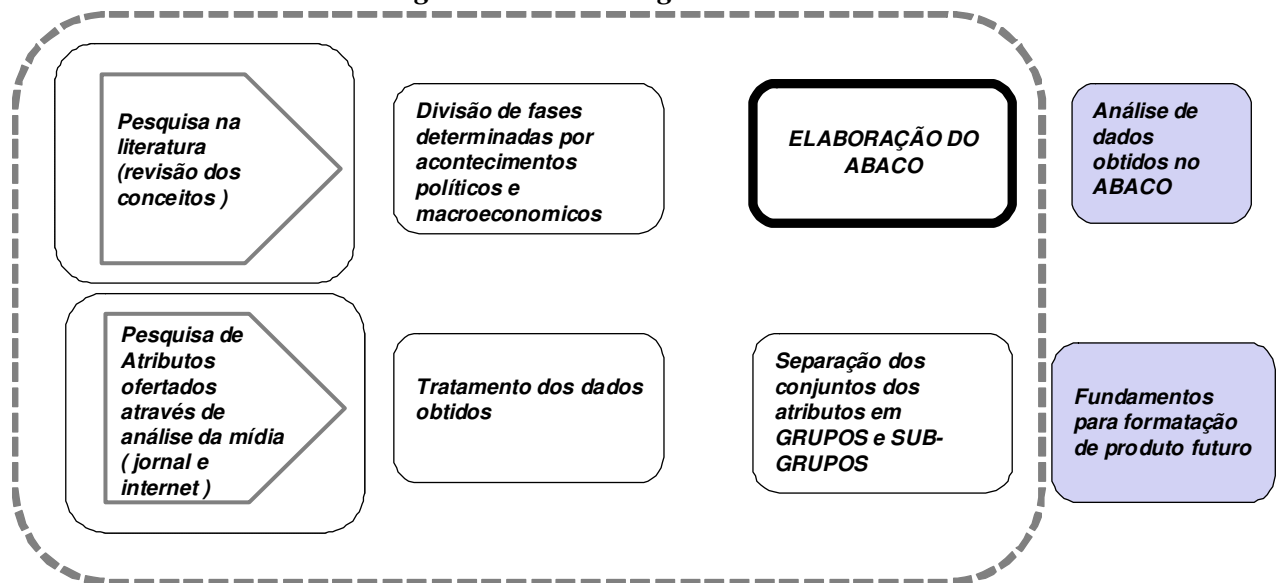 Pesquisa na
literatura
(revisão dos
conceitos )
Divisão de fases
determinadas por
acontecimentos
políticos e
macroeconomicos
ELABORAÇÃO DO
ABACO
Análise de
dados
obtidos no
ABACO
Pesquisa de
Atributos
ofertados
através de
análise da mídia
( jornal e
internet )
Tratamento dos dados
obtidos
Separação dos
conjuntos dos
atributos em
GRUPOS e SUB-
GRUPOS
Fundamentos
para formatação
de produto futuro